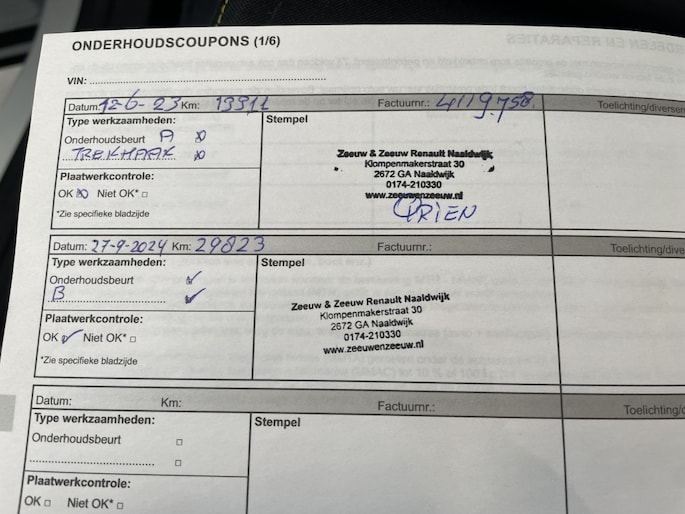 ONDERHOUDSCOUPONS (1/6)
VIN:
Datum: 12-6-23 Km: 13311 Factuurnr.: 4119.758. Toelichting/diversen
Type werkzaamheden: Stempel
Onderhoudsbeurt A
TREKHAAK
Plaatwerkcontrole:
OK Niet OK*
*Zie specifieke bladzijde
Zeeuw & Zeeuw Renault Naaldwijk
Klompenmakerstraat 30
2672 GA Naaldwijk
0174-210330
www.zeeuwenzeeuw.nl
Datum: 27-9-2024 Km: 29823 Factuurnr.: Toelichting/dive
Type werkzaamheden: Stempel
Onderhoudsbeurt
B
Plaatwerkcontrole:
OK Niet OK*
*Zie specifieke bladzijde
Zeeuw & Zeeuw Renault Naaldwijk
Klompenmakerstraat 30
2672 GA Naaldwijk
0174-210330
www.zeeuwenzeeuw.nl
Datum: Km: Factuurnr.: Toelichting/d
Type werkzaamheden: Stempel
Onderhoudsbeurt
Plaatwerkcontrole:
OK Niet OK*